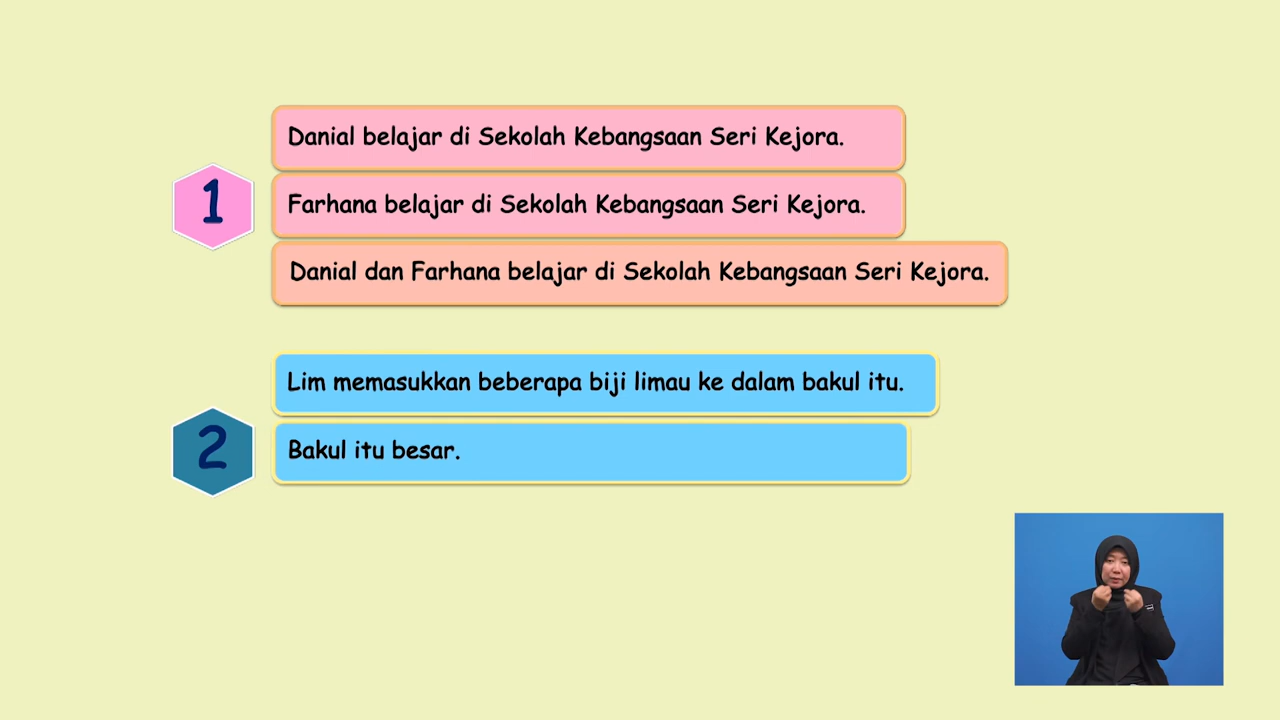 1
Danial belajar di Sekolah Kebangsaan Seri Kejora.
Farhana belajar di Sekolah Kebangsaan Seri Kejora.
Danial dan Farhana belajar di Sekolah Kebangsaan Seri Kejora.
2
Lim memasukkan beberapa biji limau ke dalam bakul itu.
Bakul itu besar.